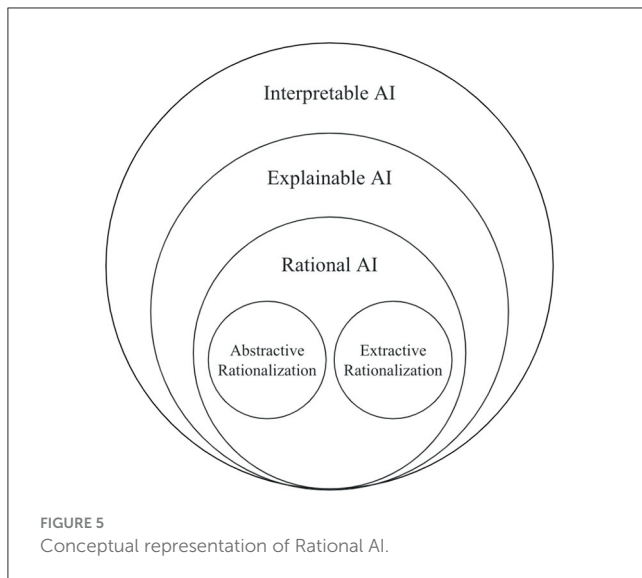 Interpretable AI
Explainable AI
Rational AI
Abstractive
Rationalization
Extractive
Rationalization
FIGURE 5
Conceptual representation of Rational AI.